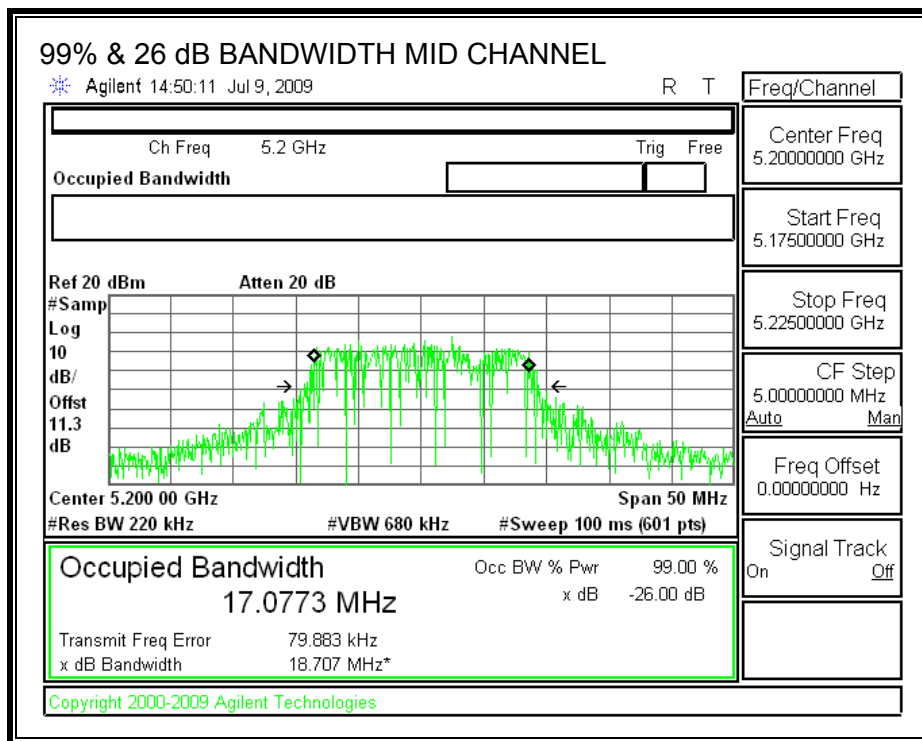 99% & 26 dB BANDWIDTH MID CHANNEL
Agilent 14:50:11 Jul 9, 2009 R T
Freq/Channel
Ch Freq 5.2 GHz Trig Free
Occupied Bandwidth
Center Freq
5.20000000 GHz
Start Freq
5.17500000 GHz
Stop Freq
5.22500000 GHz
CF Step
5.00000000 MHz
Auto Man
Freq Offset
0.00000000 Hz
Signal Track
On Off
Ref 20 dBm Atten 20 dB
#Samp
Log
10
dB/
Offst
11.3
dB
Center 5.200 00 GHz Span 50 MHz
#Res BW 220 kHz #VBW 680 kHz #Sweep 100 ms (601 pts)
Occupied Bandwidth Occ BW % Pwr 99.00 %
17.0773 MHz x dB -26.00 dB
Transmit Freq Error 79.883 kHz
x dB Bandwidth 18.707 MHz*
Copyright 2000-2009 Agilent Technologies